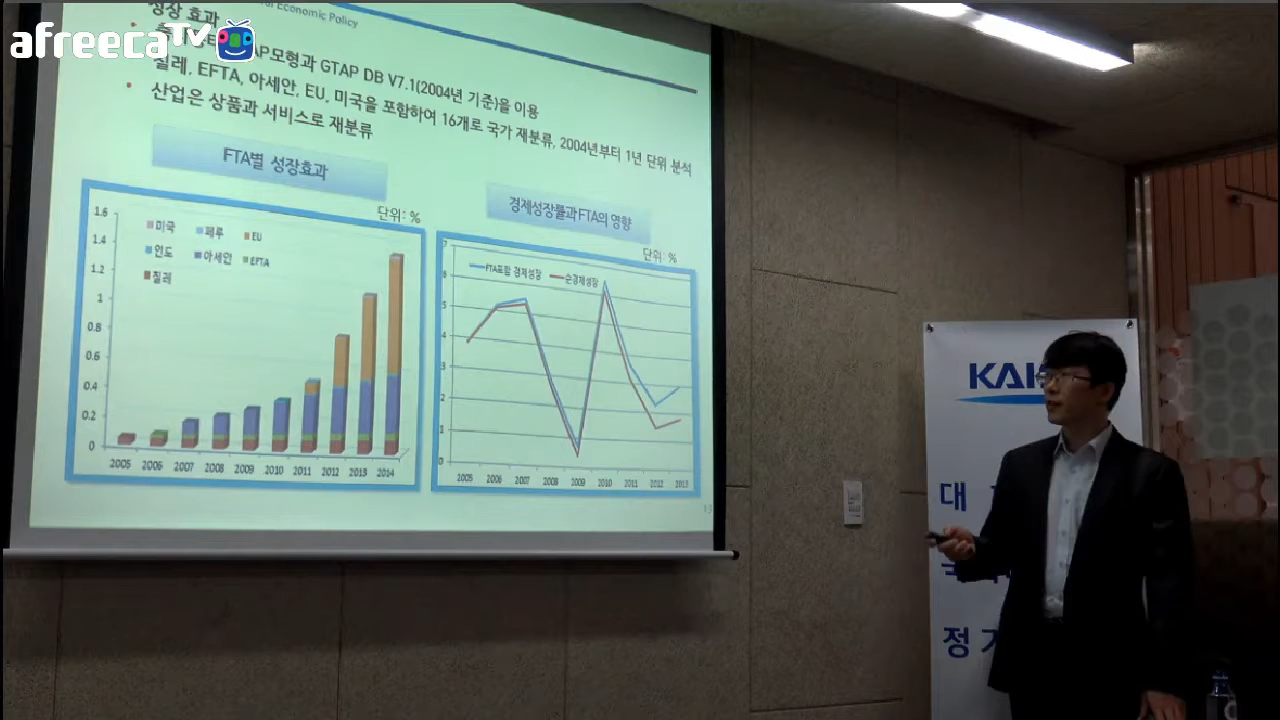 afreecaTV
성장 효과
Economic Policy
모형과 GTAP DB V7.1(2004년 기준)을 이용
칠레, EFTA, 아세안, EU, 미국을 포함하여 16개로 국가 재분류, 2004년부터 1년 단위 분석
• 산업은 상품과 서비스로 재분류
FTA별 성장효과
단위: %
1.6
1.4
1.2
1
0.8
0.6
0.4
0.2
0
미국 페루 EU
인도 아세안 EFTA
칠레
2005 2006 2007 2008 2009 2010 2011 2012 2013 2014
경제성장률과 FTA의 영향
단위: %
7
6
5
4
3
2
1
0
FTA포함 경제성장 순경제성장
2005 2006 2007 2008 2009 2010 2011 2012 2013
13
KAI
대
정